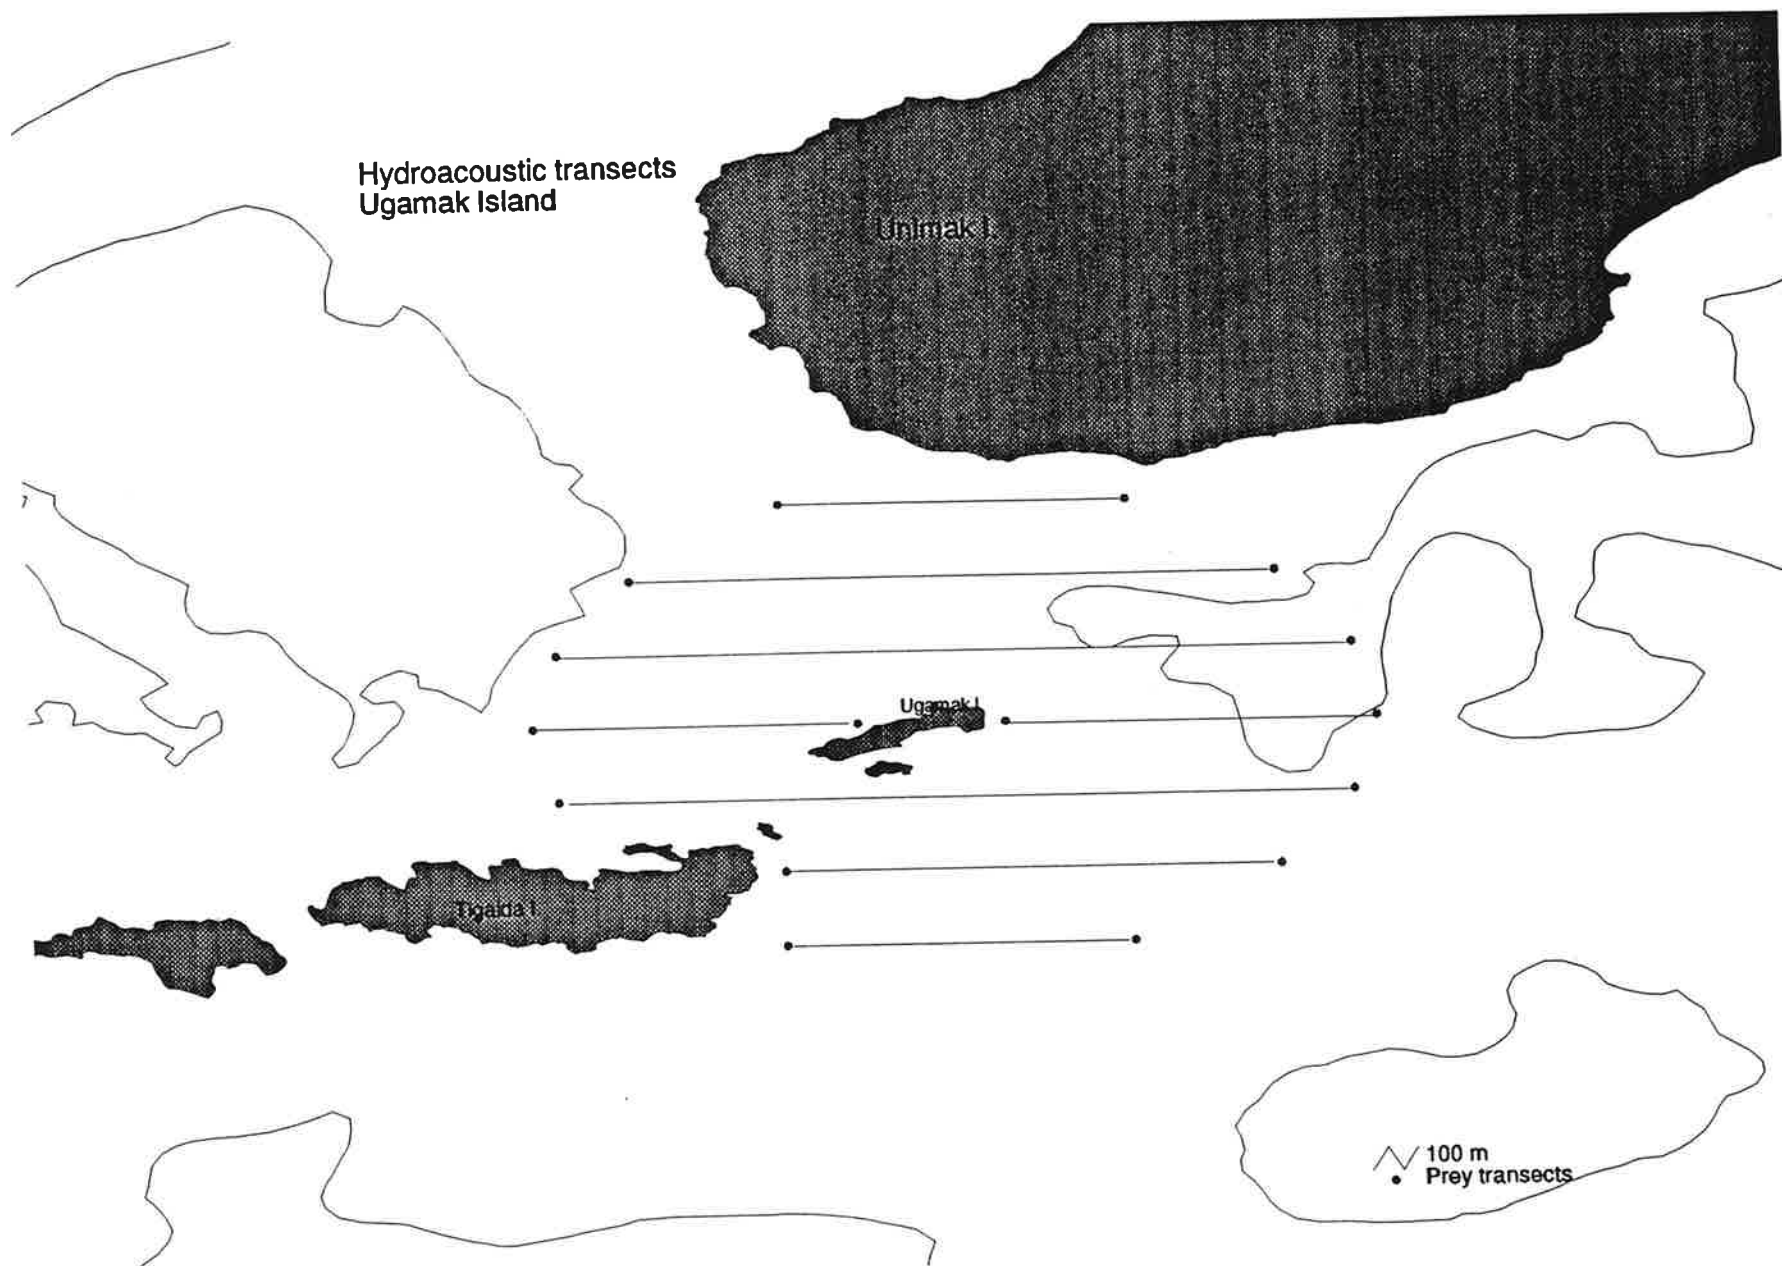 Hydroacoustic transects
Ugamak Island
Unimak I.
Ugamak I.
Tigalda I
100 m
Prey transects